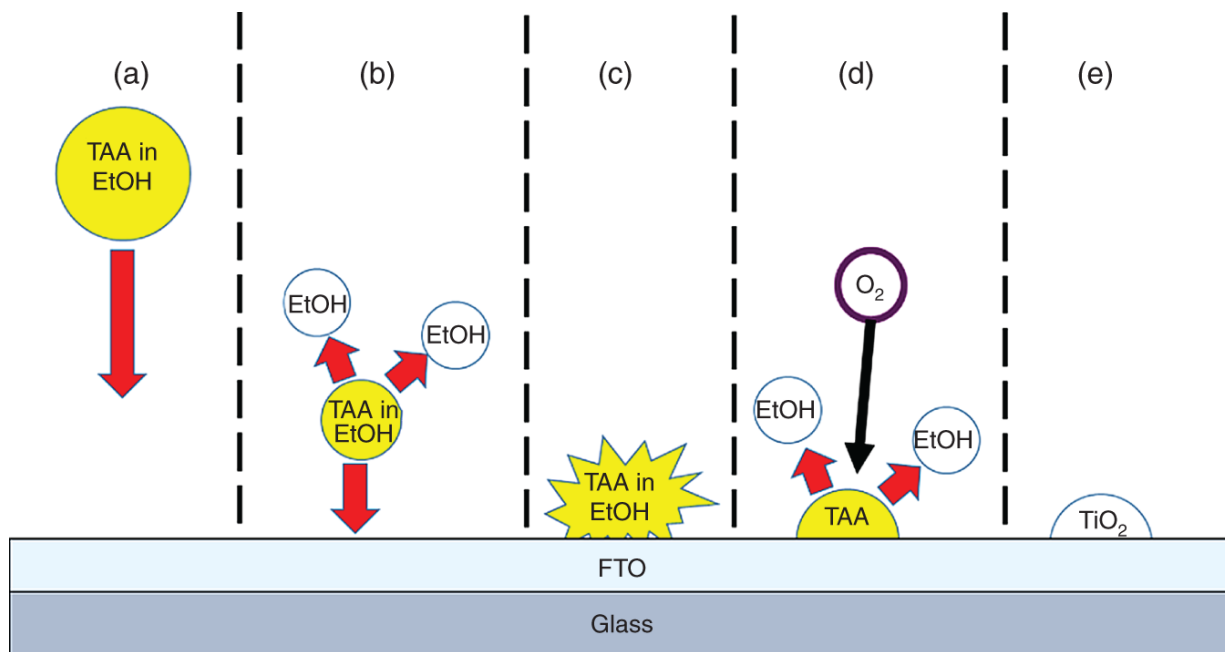 (a)
(b)
(c)
(d)
(e)
TAA in
EtOH
EtOH
EtOH
TAA in
EtOH
TAA in
EtOH
O₂
EtOH
EtOH
TAA
TiO₂
FTO
Glass